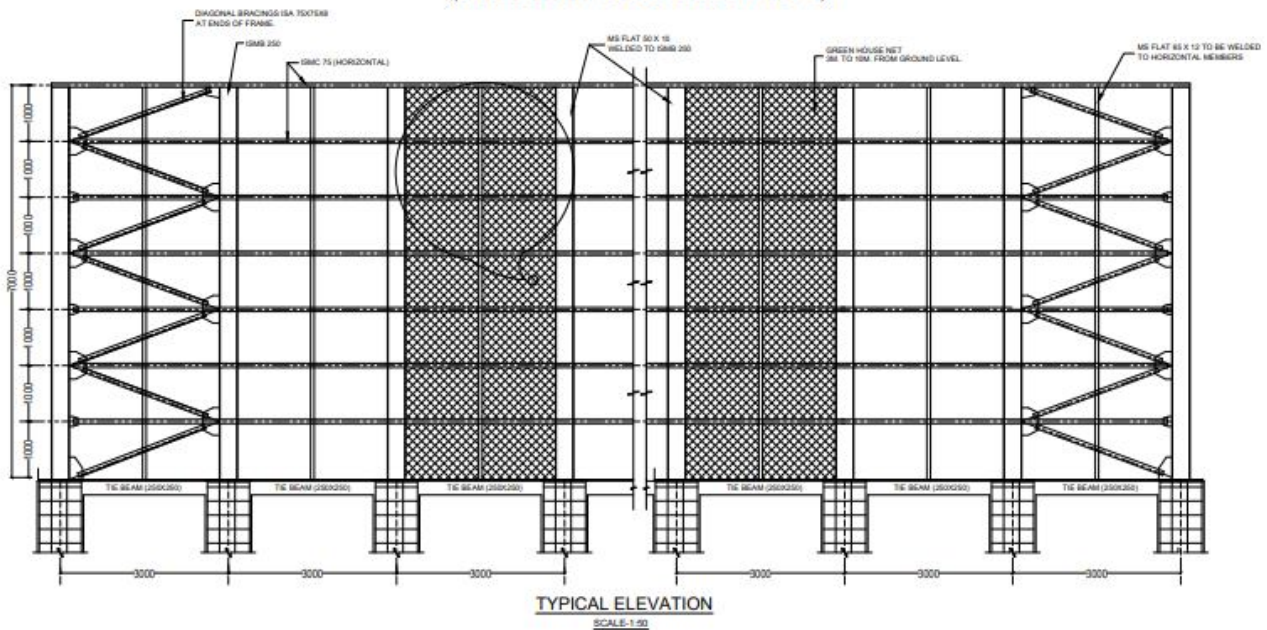 DIAGONAL BRACINGS ISA 75X75X8
AT ENDS OF FRAME.
ISMB 250
ISMC 75 (HORIZONTAL)
MS FLAT 50 X 10
WELDED TO ISMB 250
GREEN HOUSE NET
3M. TO 10M. FROM GROUND LEVEL.
MS FLAT 65 X 12 TO BE WELDED
TO HORIZONTAL MEMBERS
1000
1000
1000
1000
1000
1000
1000
7000
TIE BEAM (250X250)
TIE BEAM (250X250)
TIE BEAM (250X250)
TIE BEAM (250X250)
TIE BEAM (250X250)
TIE BEAM (250X250)
3000
3000
3000
3000
3000
3000
TYPICAL ELEVATION
SCALE-1:50